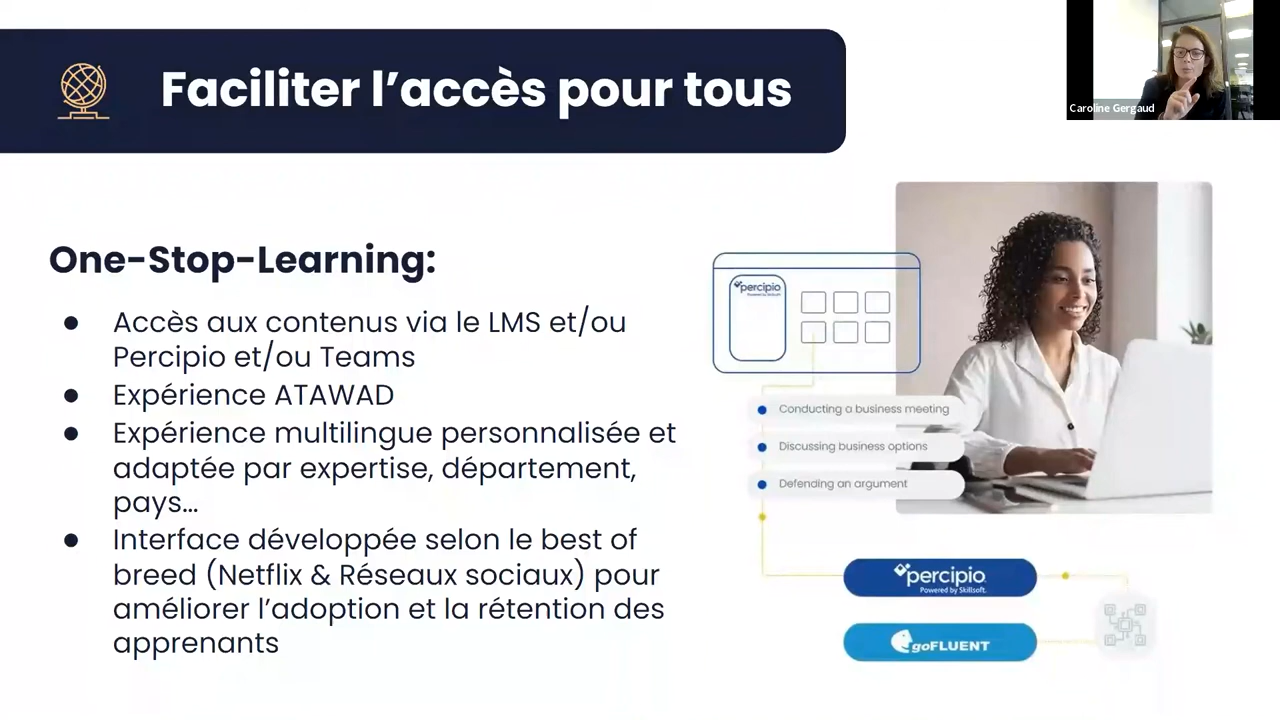 Faciliter l’accès pour tous
Caroline Gergaud
One-Stop-Learning:
● Accès aux contenus via le LMS et/ou
Percipio et/ou Teams
● Expérience ATAWAD
● Expérience multilingue personnalisée et
adaptée par expertise, département,
pays…
● Interface développée selon le best of
breed (Netflix & Réseaux sociaux) pour
améliorer l’adoption et la rétention des
apprenants
percipio
Powered by Skillsoft
Conducting a business meeting
Discussing business options
Defending an argument
percipio
Powered by Skillsoft.
goFLUENT